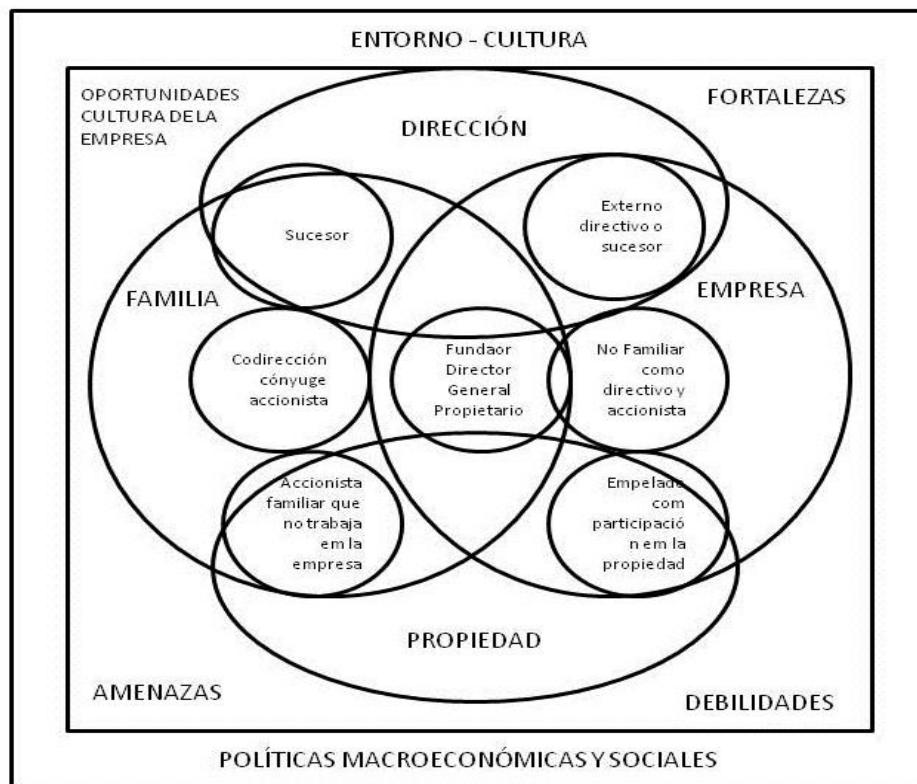 ENTORNO - CULTURA
OPORTUNIDADES
CULTURA DE LA
EMPRESA
FORTALEZAS
DIRECCIÓN
Sucesor
Externo
directivo o
sucesor
FAMILIA
EMPRESA
Codirección
cónyuge
accionista
Fundaor
Director
General
Propietario
No Familiar
como
directivo y
accionista
Accionista
familiar que
no trabaja
em la
empresa
Empelado
com
participació
n em la
propiedad
PROPIEDAD
AMENAZAS
DEBILIDADES
POLÍTICAS MACROECONÓMICAS Y SOCIALES